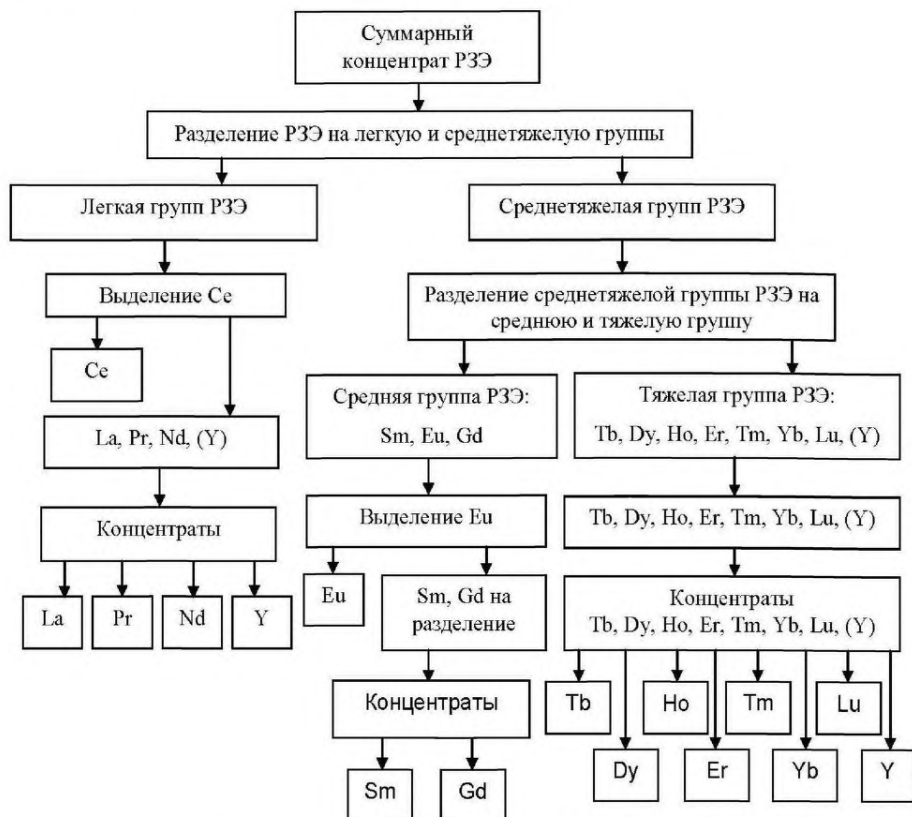 Суммарный
концентрат РЗЭ
Разделение РЗЭ на легкую и среднетяжелую группы
Легкая групп РЗЭ
Среднетяжелая групп РЗЭ
Выделение Ce
Разделение среднетяжелой группы РЗЭ на
среднюю и тяжелую группу
Ce
Средняя группа РЗЭ:
Sm, Eu, Gd
Тяжелая группа РЗЭ:
Tb, Dy, Ho, Er, Tm, Yb, Lu, (Y)
La, Pr, Nd, (Y)
Выделение Eu
Tb, Dy, Ho, Er, Tm, Yb, Lu, (Y)
Концентраты
La
Pr
Nd
Y
Eu
Sm, Gd на
разделение
Концентраты
Tb, Dy, Ho, Er, Tm, Yb, Lu, (Y)
Концентраты
Sm
Gd
Tb
Ho
Tm
Lu
Dy
Er
Yb
Y